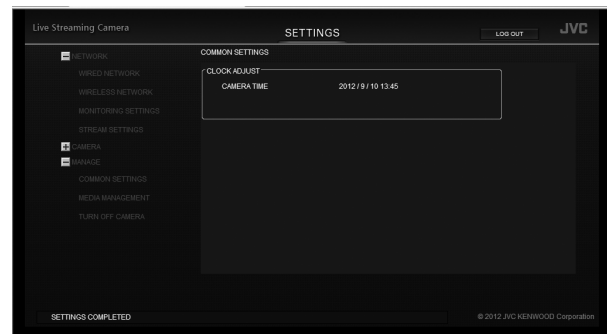 Live Streaming Camera
SETTINGS
LOG OUT
JVC
NETWORK
WIRED NETWORK
WIRELESS NETWORK
MONITORING SETTINGS
STREAM SETTINGS
CAMERA
MANAGE
COMMON SETTINGS
MEDIA MANAGEMENT
TURN OFF CAMERA
COMMON SETTINGS
CLOCK ADJUST
CAMERA TIME 2012 / 9 / 10 13:45
SETTINGS COMPLETED
© 2012 JVC KENWOOD Corporation